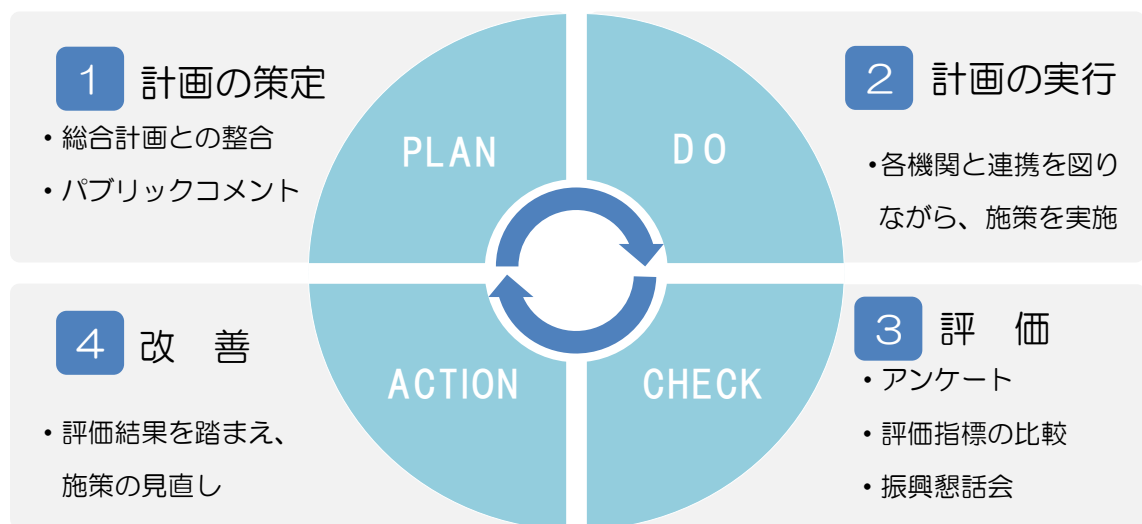 1 計画の策定
・総合計画との整合
・パブリックコメント
PLAN
DO
2 計画の実行
・各機関と連携を図り
ながら、施策を実施
4 改　善
・評価結果を踏まえ、
施策の見直し
ACTION
CHECK
3 評　価
・アンケート
・評価指標の比較
・振興懇話会